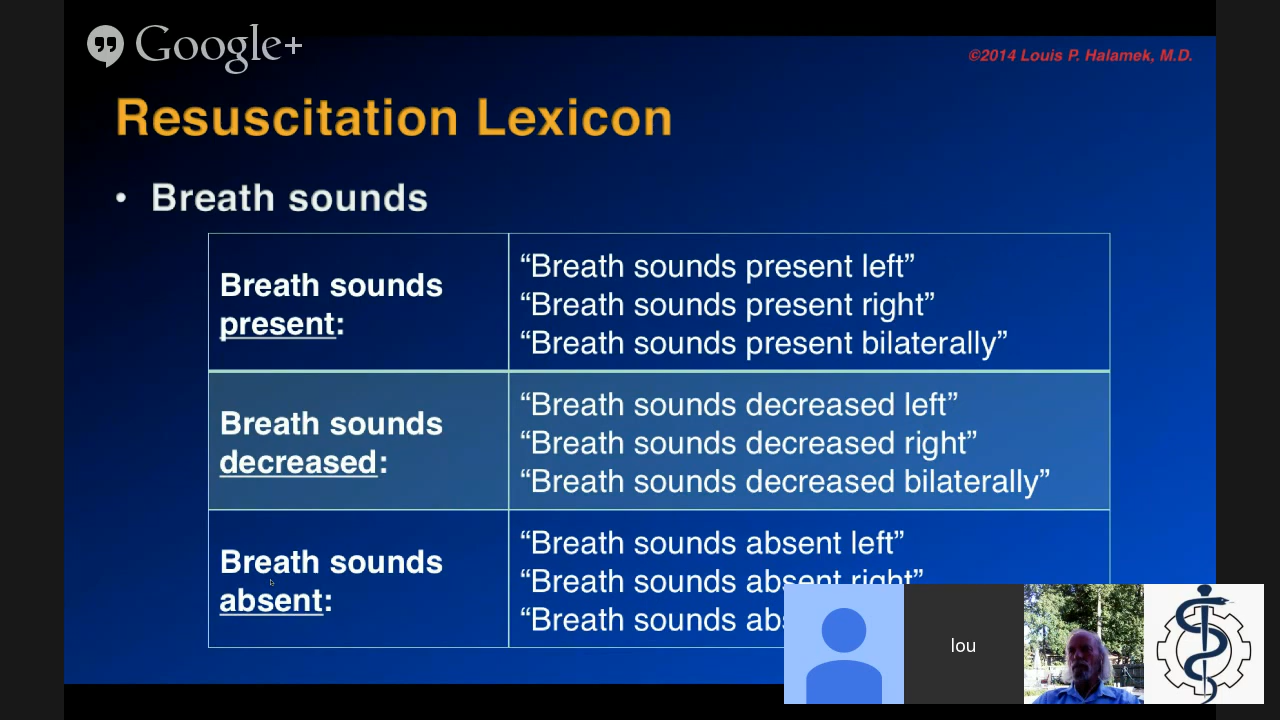 Google+
©2014 Louis P. Halamek, M.D.
Resuscitation Lexicon
• Breath sounds
Breath sounds
present:
“Breath sounds present left”
“Breath sounds present right”
“Breath sounds present bilaterally”
Breath sounds
decreased:
“Breath sounds decreased left”
“Breath sounds decreased right”
“Breath sounds decreased bilaterally”
Breath sounds
absent:
“Breath sounds absent left”
“Breath sounds absent right”
“Breath sounds
lou